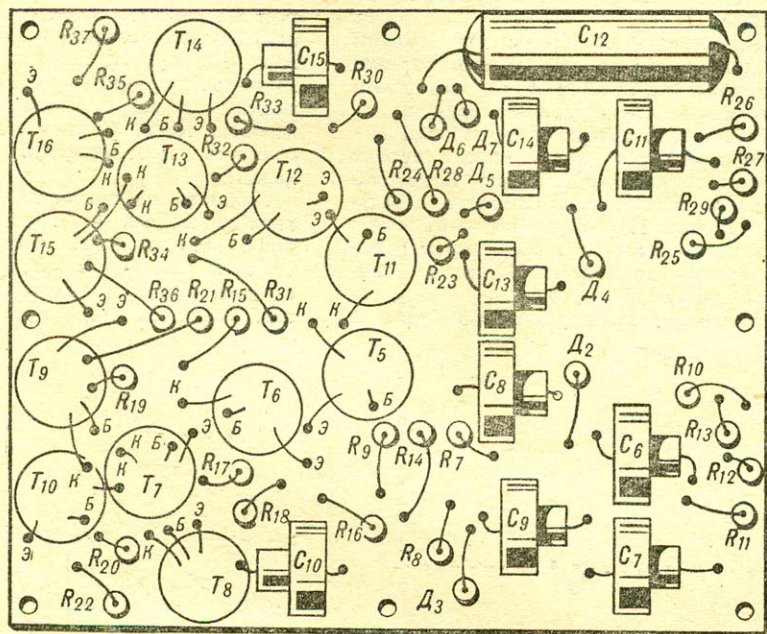 R37
T14
C15
C12
R35
Э
R30
R33
R26
К
Б
Э
Д6
Д7
C14
C11
T16
Б
К
К
T13
R32
T12
R24
R28
Д5
R27
К
Б
Э
Э
R29
Б
T15
R34
К
Б
Б
T11
R23
C13
Д4
R25
Э
Э
R36
R21
R15
R31
К
К
T9
R19
К
T6
T5
C8
Д2
R10
Б
Б
Э
R9
R14
R7
C6
R13
К
Б
Э
К
T7
R17
Э
R12
T10
К
Б
R18
R16
C9
R11
Э
R20
К
Б
Э
C10
R8
C7
T8
R22
Д3